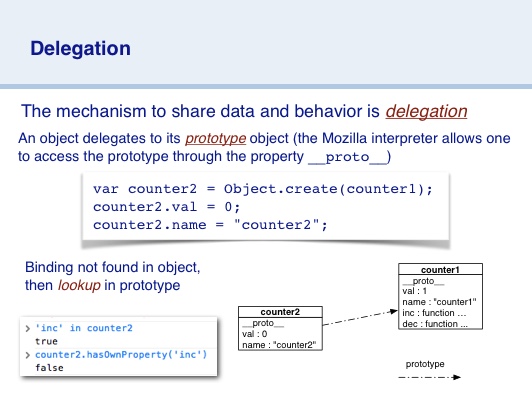 Delegation
The mechanism to share data and behavior is delegation
An object delegates to its prototype object (the Mozilla interpreter allows one
to access the prototype through the property __proto__)
var counter2 = Object.create(counter1);
counter2.val = 0;
counter2.name = "counter2";
Binding not found in object,
then lookup in prototype
> 'inc' in counter2
true
> counter2.hasOwnProperty('inc')
false
counter2
__proto__
val : 0
name : "counter2"
counter1
__proto__
val : 1
name : "counter1"
inc : function ...
dec : function ...
prototype